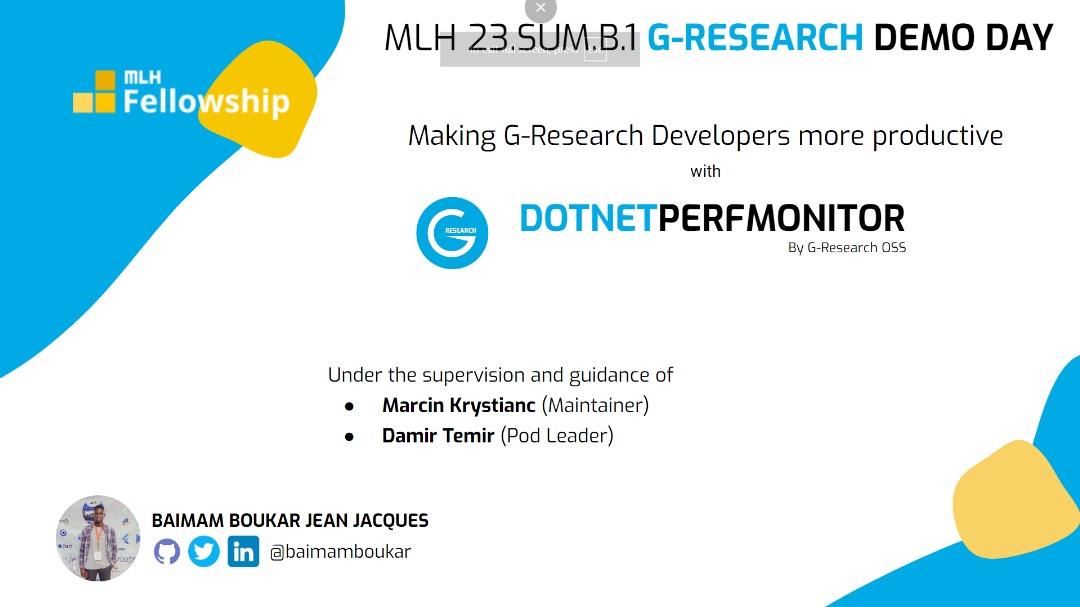 MLH 23.SUM.B.1 G-RESEARCH DEMO DAY
MLH
Fellowship
Making G-Research Developers more productive
with
G RESEARCH
DOTNETPERFMONITOR
By G-Research OSS
Under the supervision and guidance of
● Marcin Krystianc (Maintainer)
● Damir Temir (Pod Leader)
BAIMAM BOUKAR JEAN JACQUES
in @baimamboukar